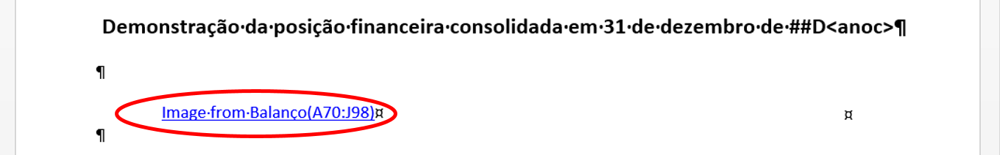 Demonstração·da·posição·financeira·consolidada·em·31·de·dezembro·de·##D<anoc>¶
¶
Image·from·Balanço(A70:J98)¤ ¤
¶